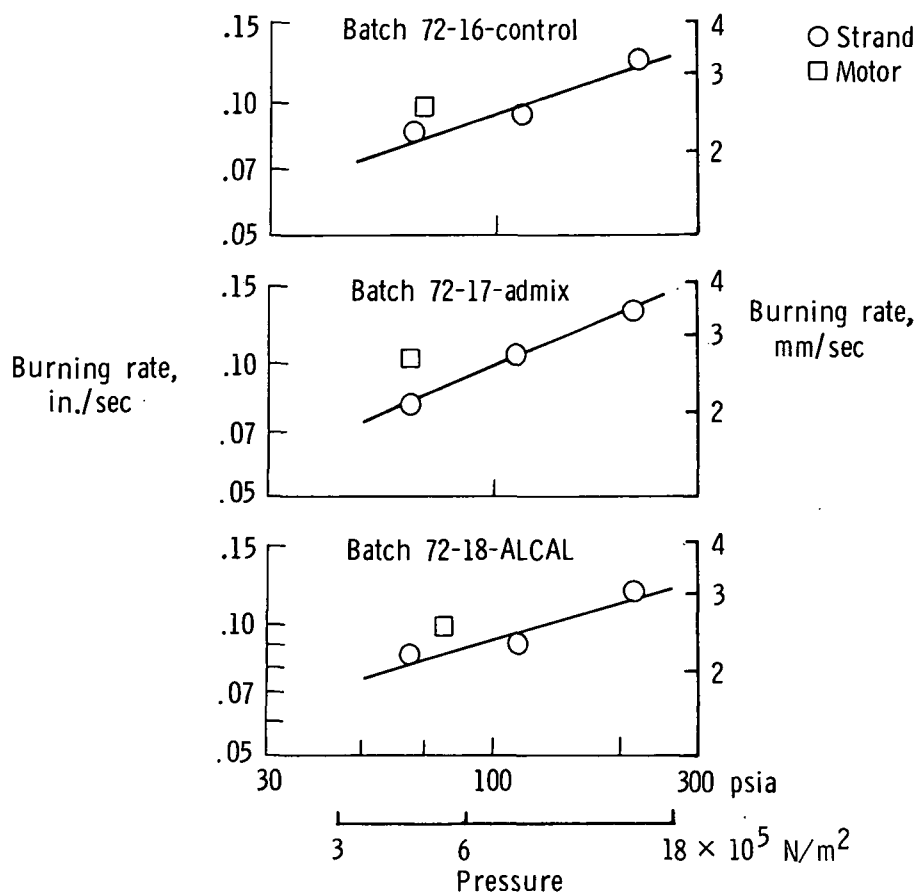 Batch 72-16-control
○ Strand
□ Motor
.15
.10
.07
.05
4
3
2
Batch 72-17-admix
.15
.10
.07
.05
4
3
2
Burning rate,
in./sec
Burning rate,
mm/sec
Batch 72-18-ALCAL
.15
.10
.07
.05
4
3
2
30 100 300 psia
3 6 18 × 10⁵ N/m²
Pressure